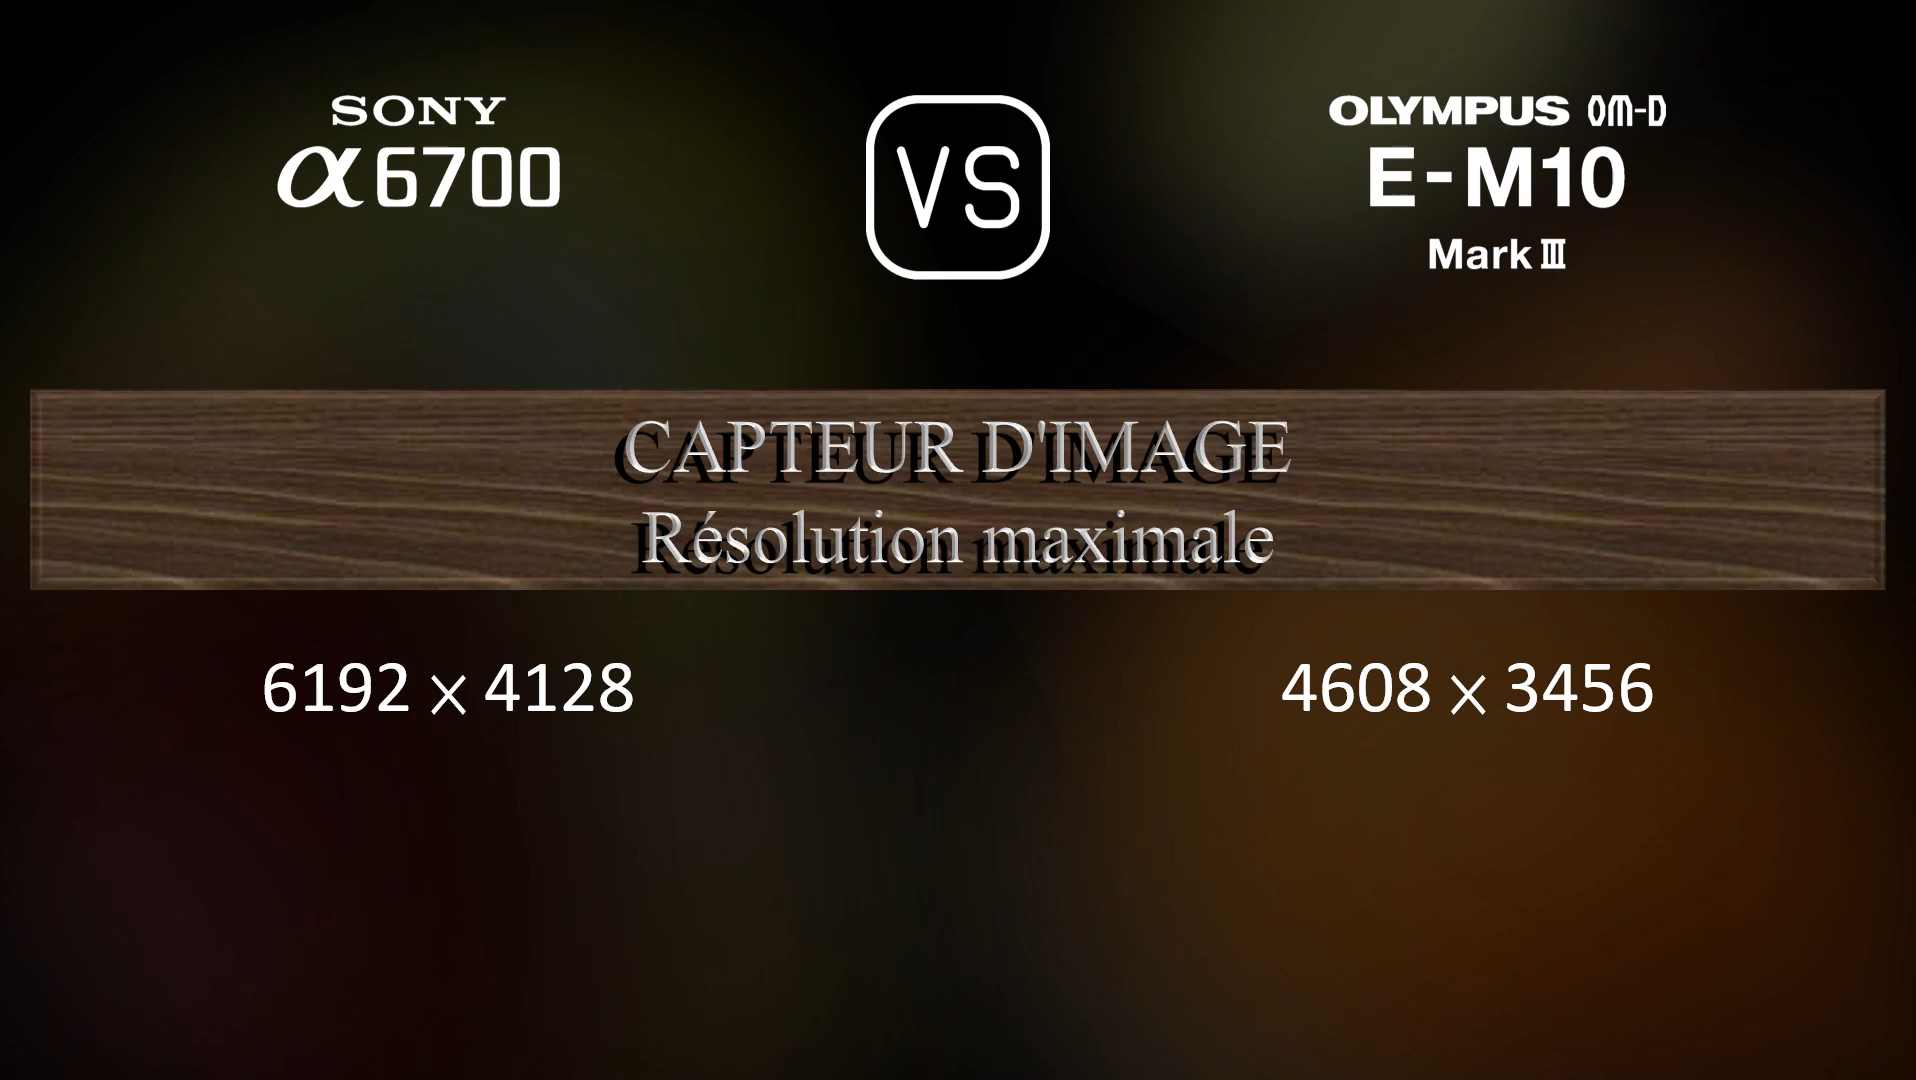 SONY
α6700
VS
OLYMPUS OM-D
E-M10
Mark III
CAPTEUR D'IMAGE
Résolution maximale
6192 x 4128
4608 x 3456